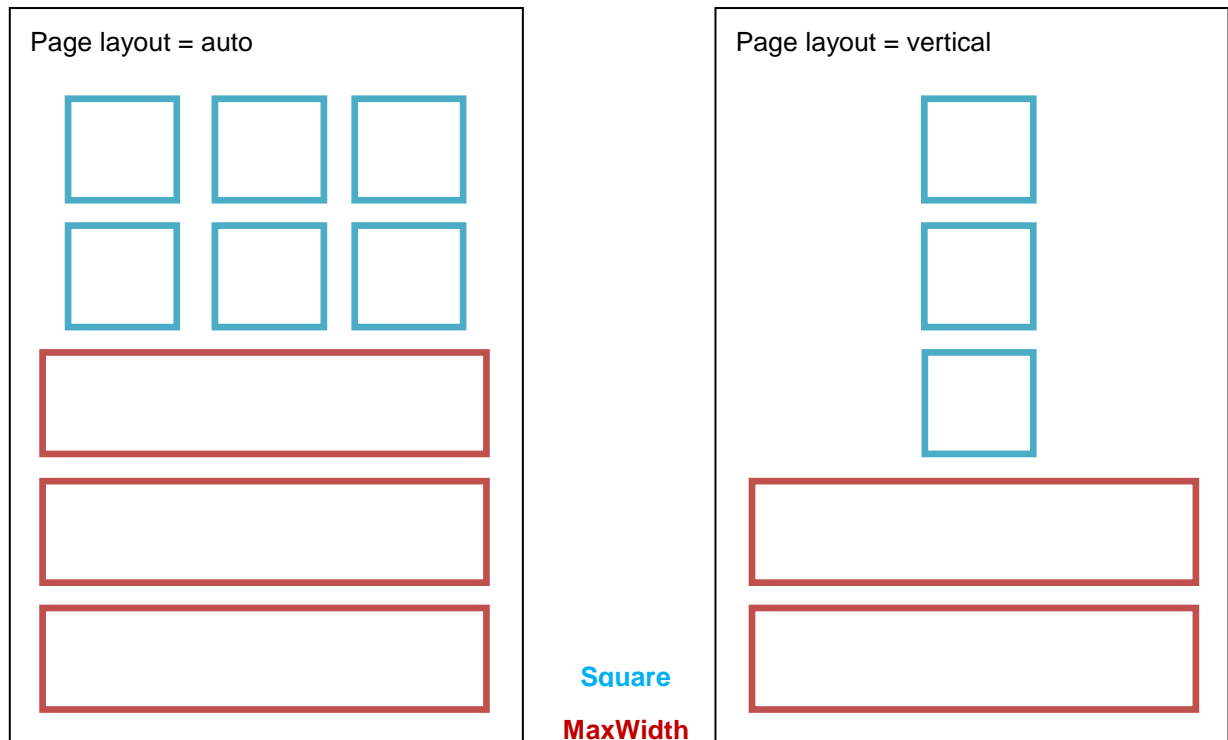 Page layout = auto
Page layout = vertical
Square
MaxWidth